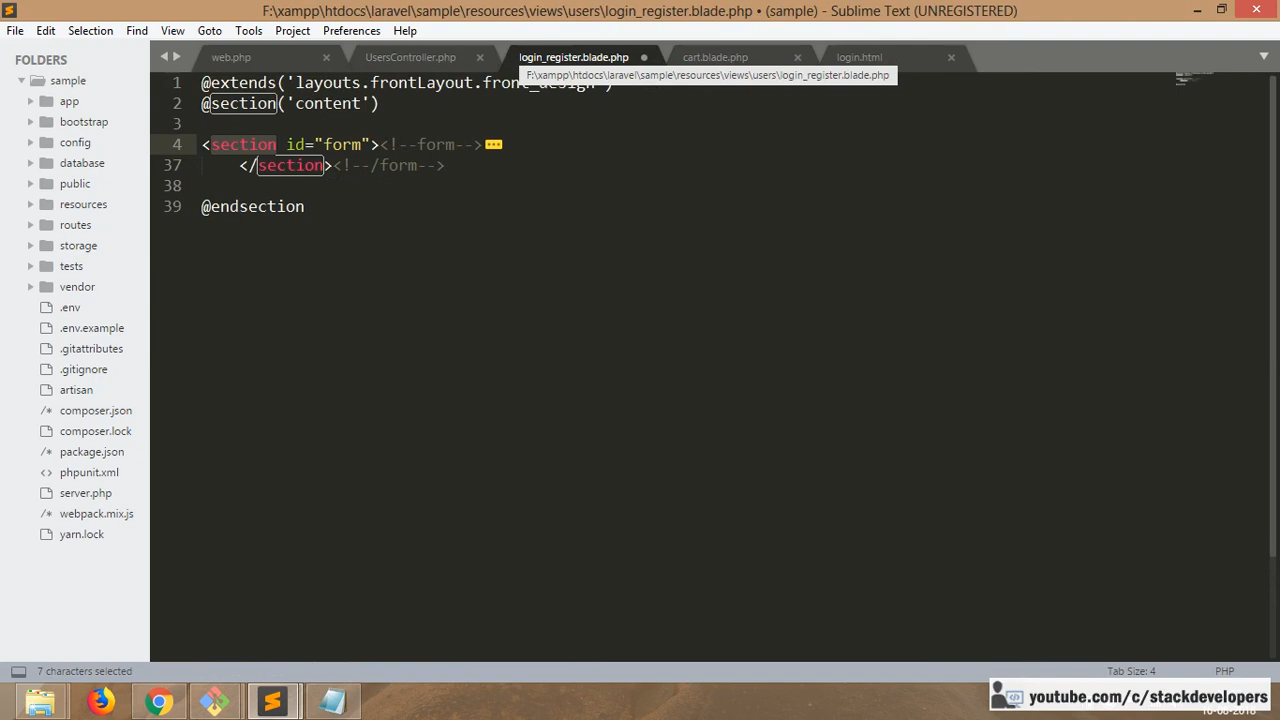 F:\xampp\htdocs\laravel\sample\resources\views\users\login_register.blade.php • (sample) - Sublime Text (UNREGISTERED)
File Edit Selection Find View Goto Tools Project Preferences Help
FOLDERS
sample
app
bootstrap
config
database
public
resources
routes
storage
tests
vendor
.env
.env.example
.gitattributes
.gitignore
artisan
/* composer.json
composer.lock
/* package.json
<> phpunit.xml
server.php
/* webpack.mix.js
yarn.lock
web.php × UsersController.php × login_register.blade.php • cart.blade.php × login.html ×
F:\xampp\htdocs\laravel\sample\resources\views\users\login_register.blade.php
1 @extends('layouts.frontLayout.front_design')
2 @section('content')
3
4 <section id="form"><!--form-->
37 </section><!--/form-->
38
39 @endsection
7 characters selected
Tab Size: 4 PHP
youtube.com/c/stackdevelopers